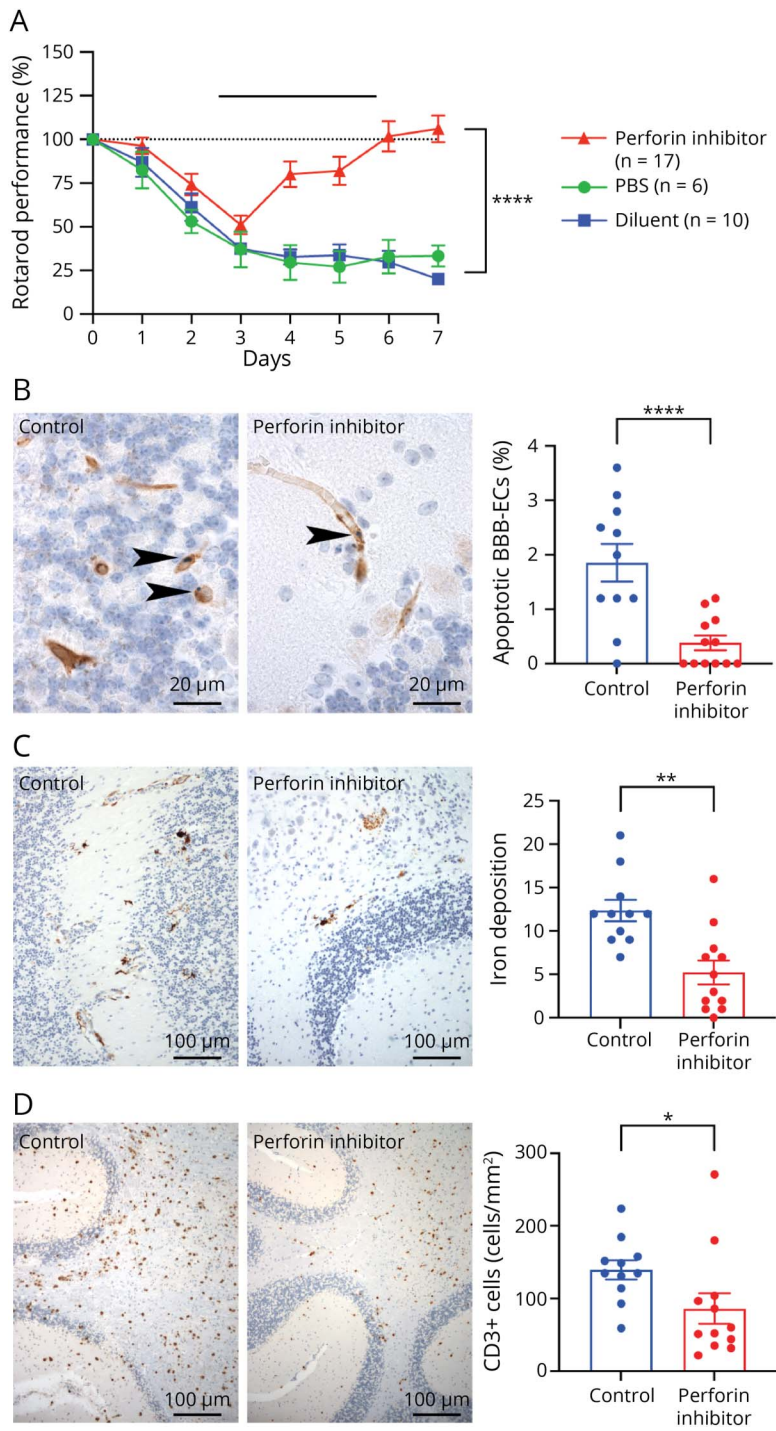 A
Rotarod performance (%)
150
125
100
75
50
25
0
0 1 2 3 4 5 6 7
Days
****
Perforin inhibitor
(n = 17)
PBS (n = 6)
Diluent (n = 10)
B
Control
20 µm
Perforin inhibitor
20 µm
Apoptotic BBB-ECs (%)
4
3
2
1
0
****
Control
Perforin
inhibitor
C
Control
100 µm
Perforin inhibitor
100 µm
Iron deposition
25
20
15
10
5
0
**
Control
Perforin
inhibitor
D
Control
100 µm
Perforin inhibitor
100 µm
CD3+ cells (cells/mm²)
300
200
100
0
*
Control
Perforin
inhibitor